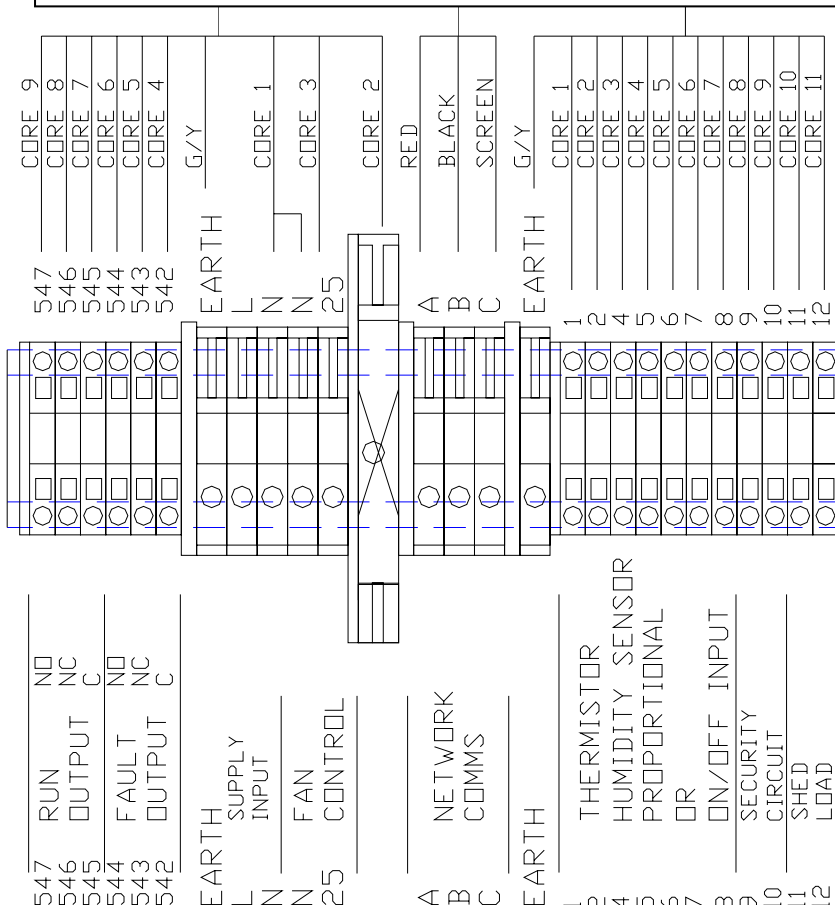 CORE 9
CORE 8
CORE 7
CORE 6
CORE 5
CORE 4
G/Y
CORE 1
CORE 3
CORE 2
RED
BLACK
SCREEN
G/Y
CORE 1
CORE 2
CORE 3
CORE 4
CORE 5
CORE 6
CORE 7
CORE 8
CORE 9
CORE 10
CORE 11
547
546
545
544
543
542
EARTH
L
N
N
25
A
B
C
EARTH
1
2
4
5
6
7
8
9
10
11
12
RUN
OUTPUT
NO
NC
C
FAULT
OUTPUT
NO
NC
C
SUPPLY
INPUT
FAN
CONTROL
NETWORK
COMMS
THERMISTOR
HUMIDITY SENSOR
PROPORTIONAL
OR
ON/OFF INPUT
SECURITY
CIRCUIT
SHED
LOAD
547
546
545
544
543
542
EARTH
L
N
N
25
A
B
C
EARTH
1
2
4
5
6
7
8
9
10
11
12